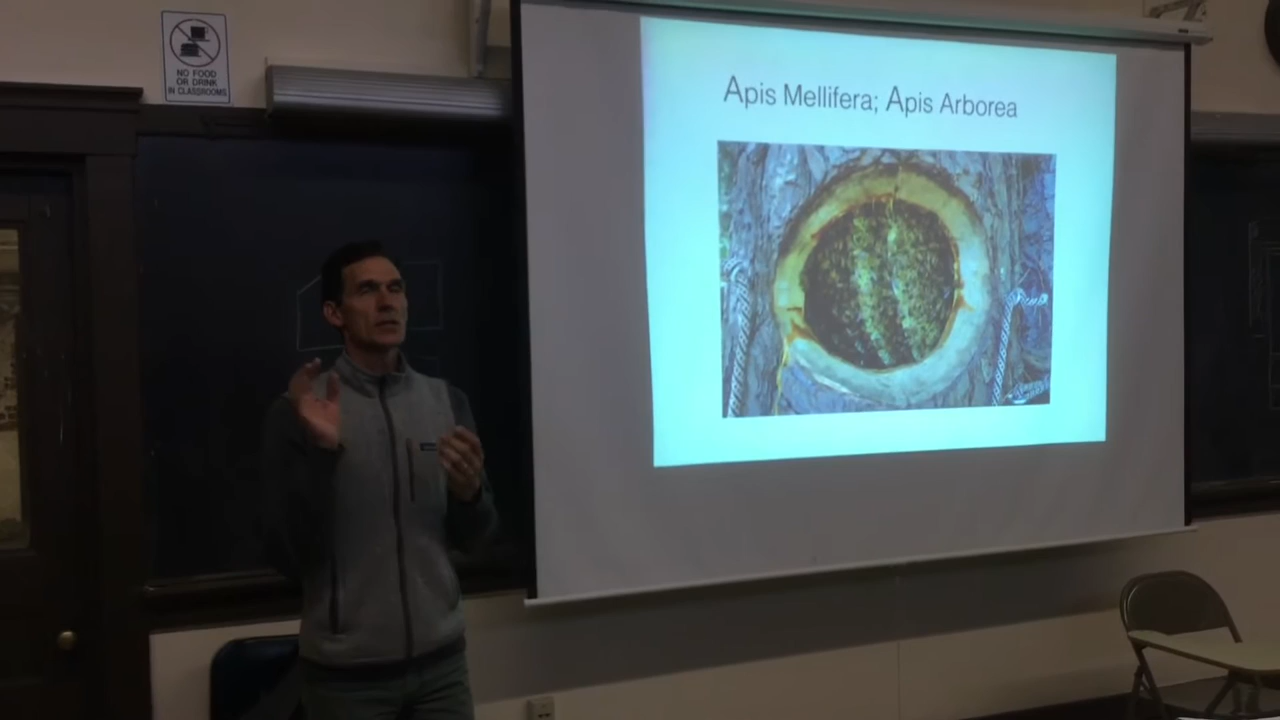 NO FOOD
OR DRINK
IN CLASSROOMS
Apis Mellifera; Apis Arborea